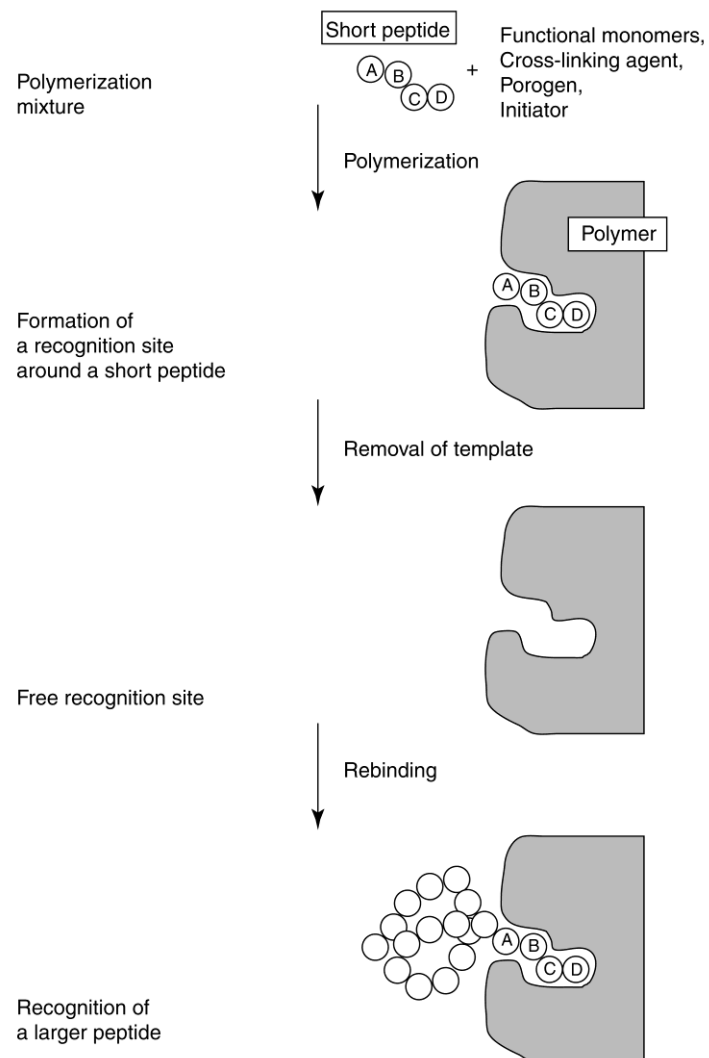 Short peptide
A
B
C
D
+
Functional monomers,
Cross-linking agent,
Porogen,
Initiator
Polymerization
mixture
Polymerization
Polymer
A
B
C
D
Formation of
a recognition site
around a short peptide
Removal of template
Free recognition site
Rebinding
A
B
C
D
Recognition of
a larger peptide